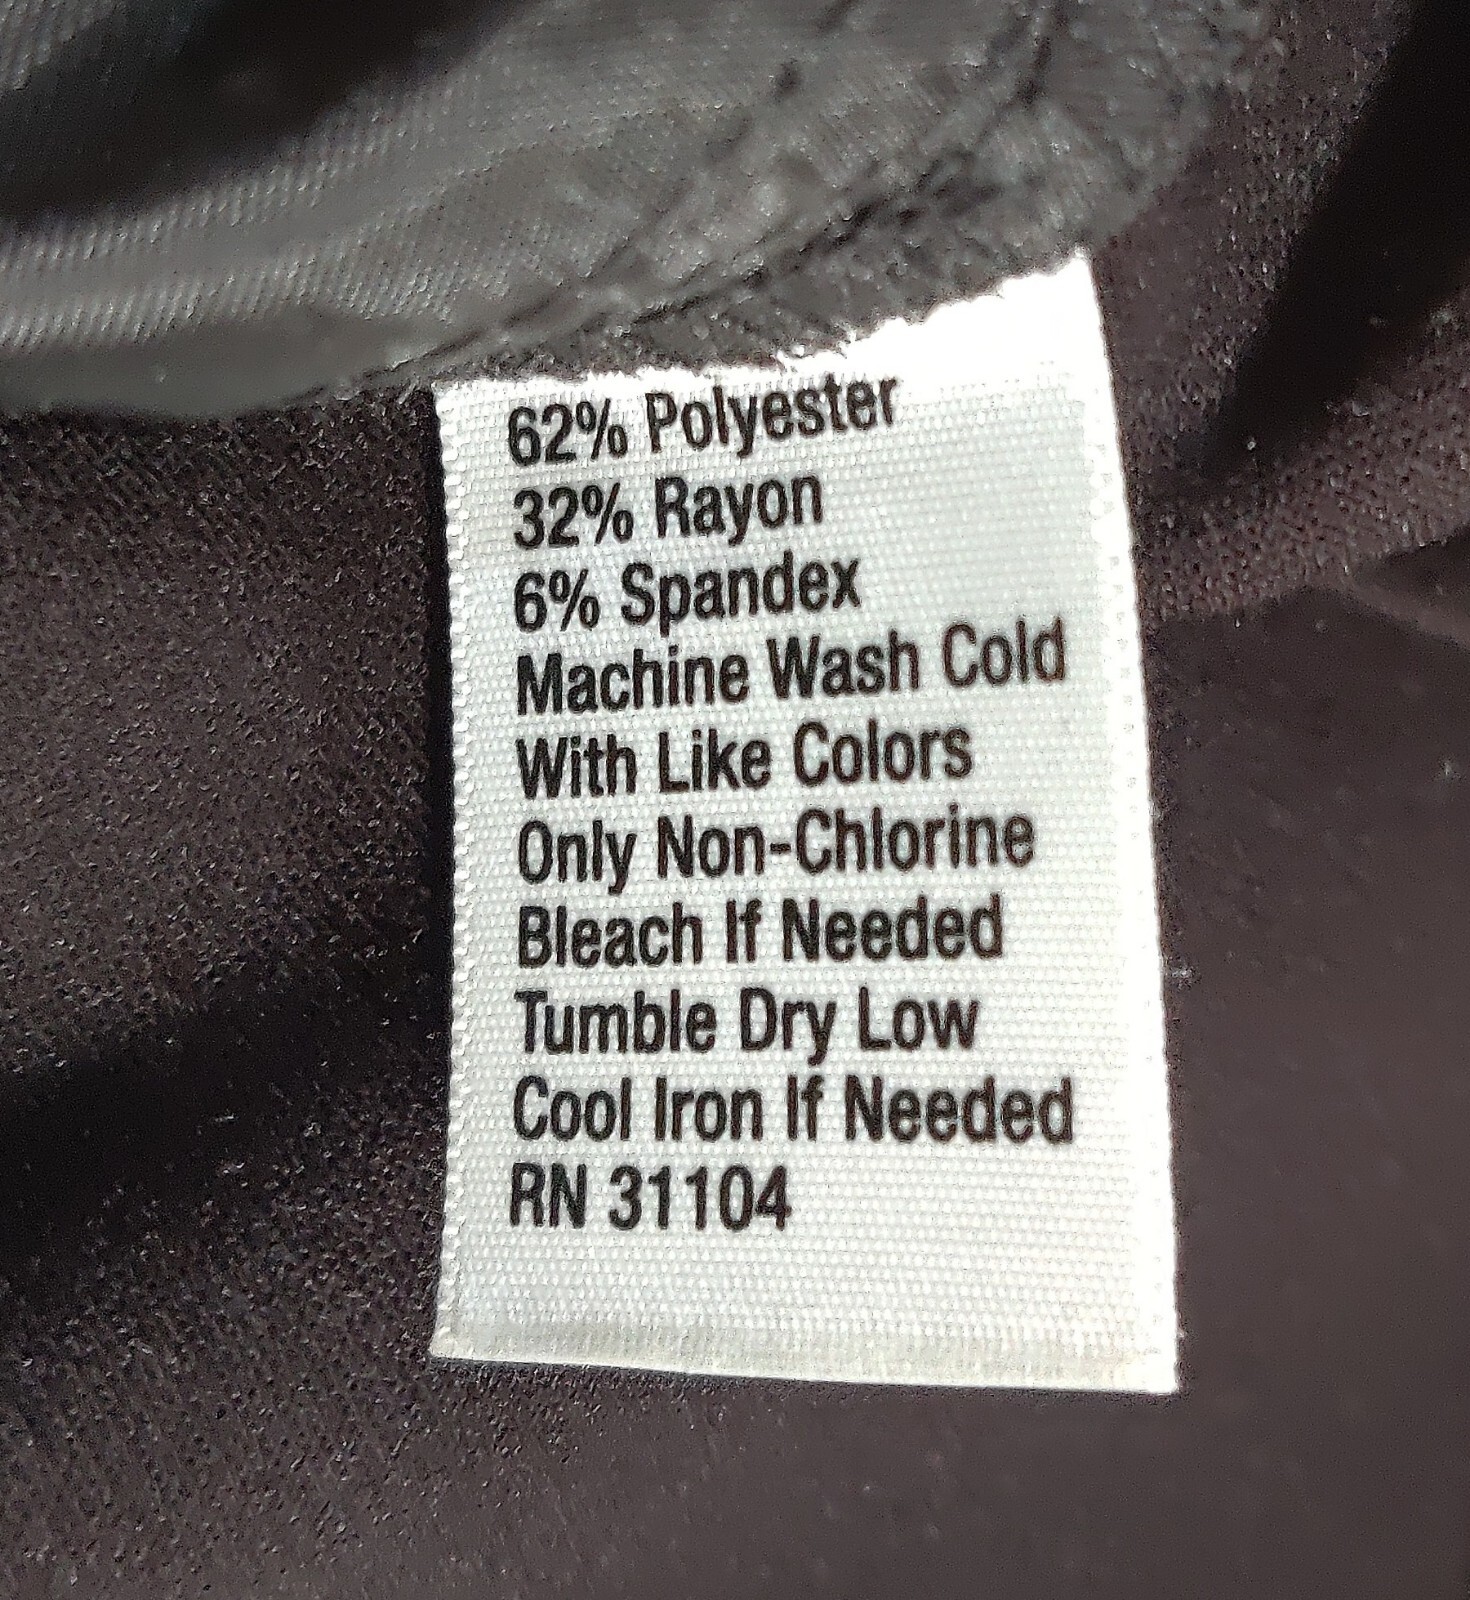 62% Polyester
32% Rayon
6% Spandex
Machine Wash Cold
With Like Colors
Only Non-Chlorine
Bleach If Needed
Tumble Dry Low
Cool Iron If Needed
RN 31104